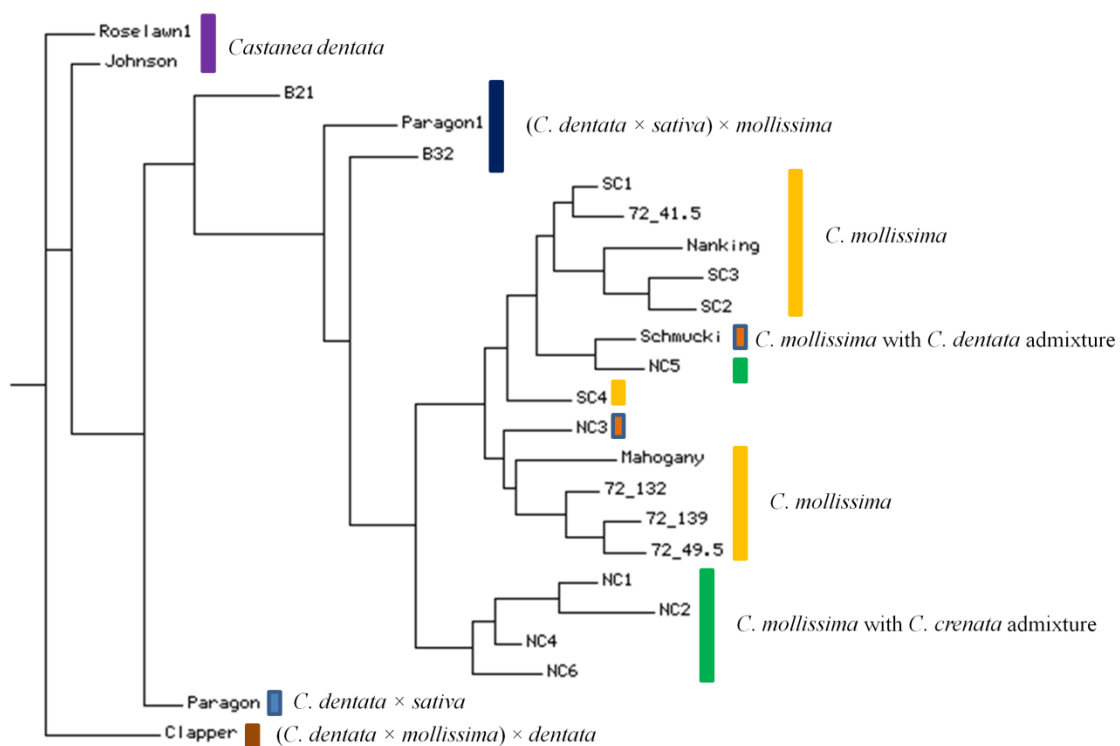 Roselawn1
Castanea dentata
Johnson
B21
Paragon1
(C. dentata × sativa) × mollissima
B32
SC1
72_41.5
C. mollissima
Nanking
SC3
SC2
Schmucki
C. mollissima with C. dentata admixture
NC5
SC4
NC3
Mahogany
72_132
C. mollissima
72_139
72_49.5
NC1
NC2
C. mollissima with C. crenata admixture
NC4
NC6
Paragon
C. dentata × sativa
Clapper
(C. dentata × mollissima) × dentata